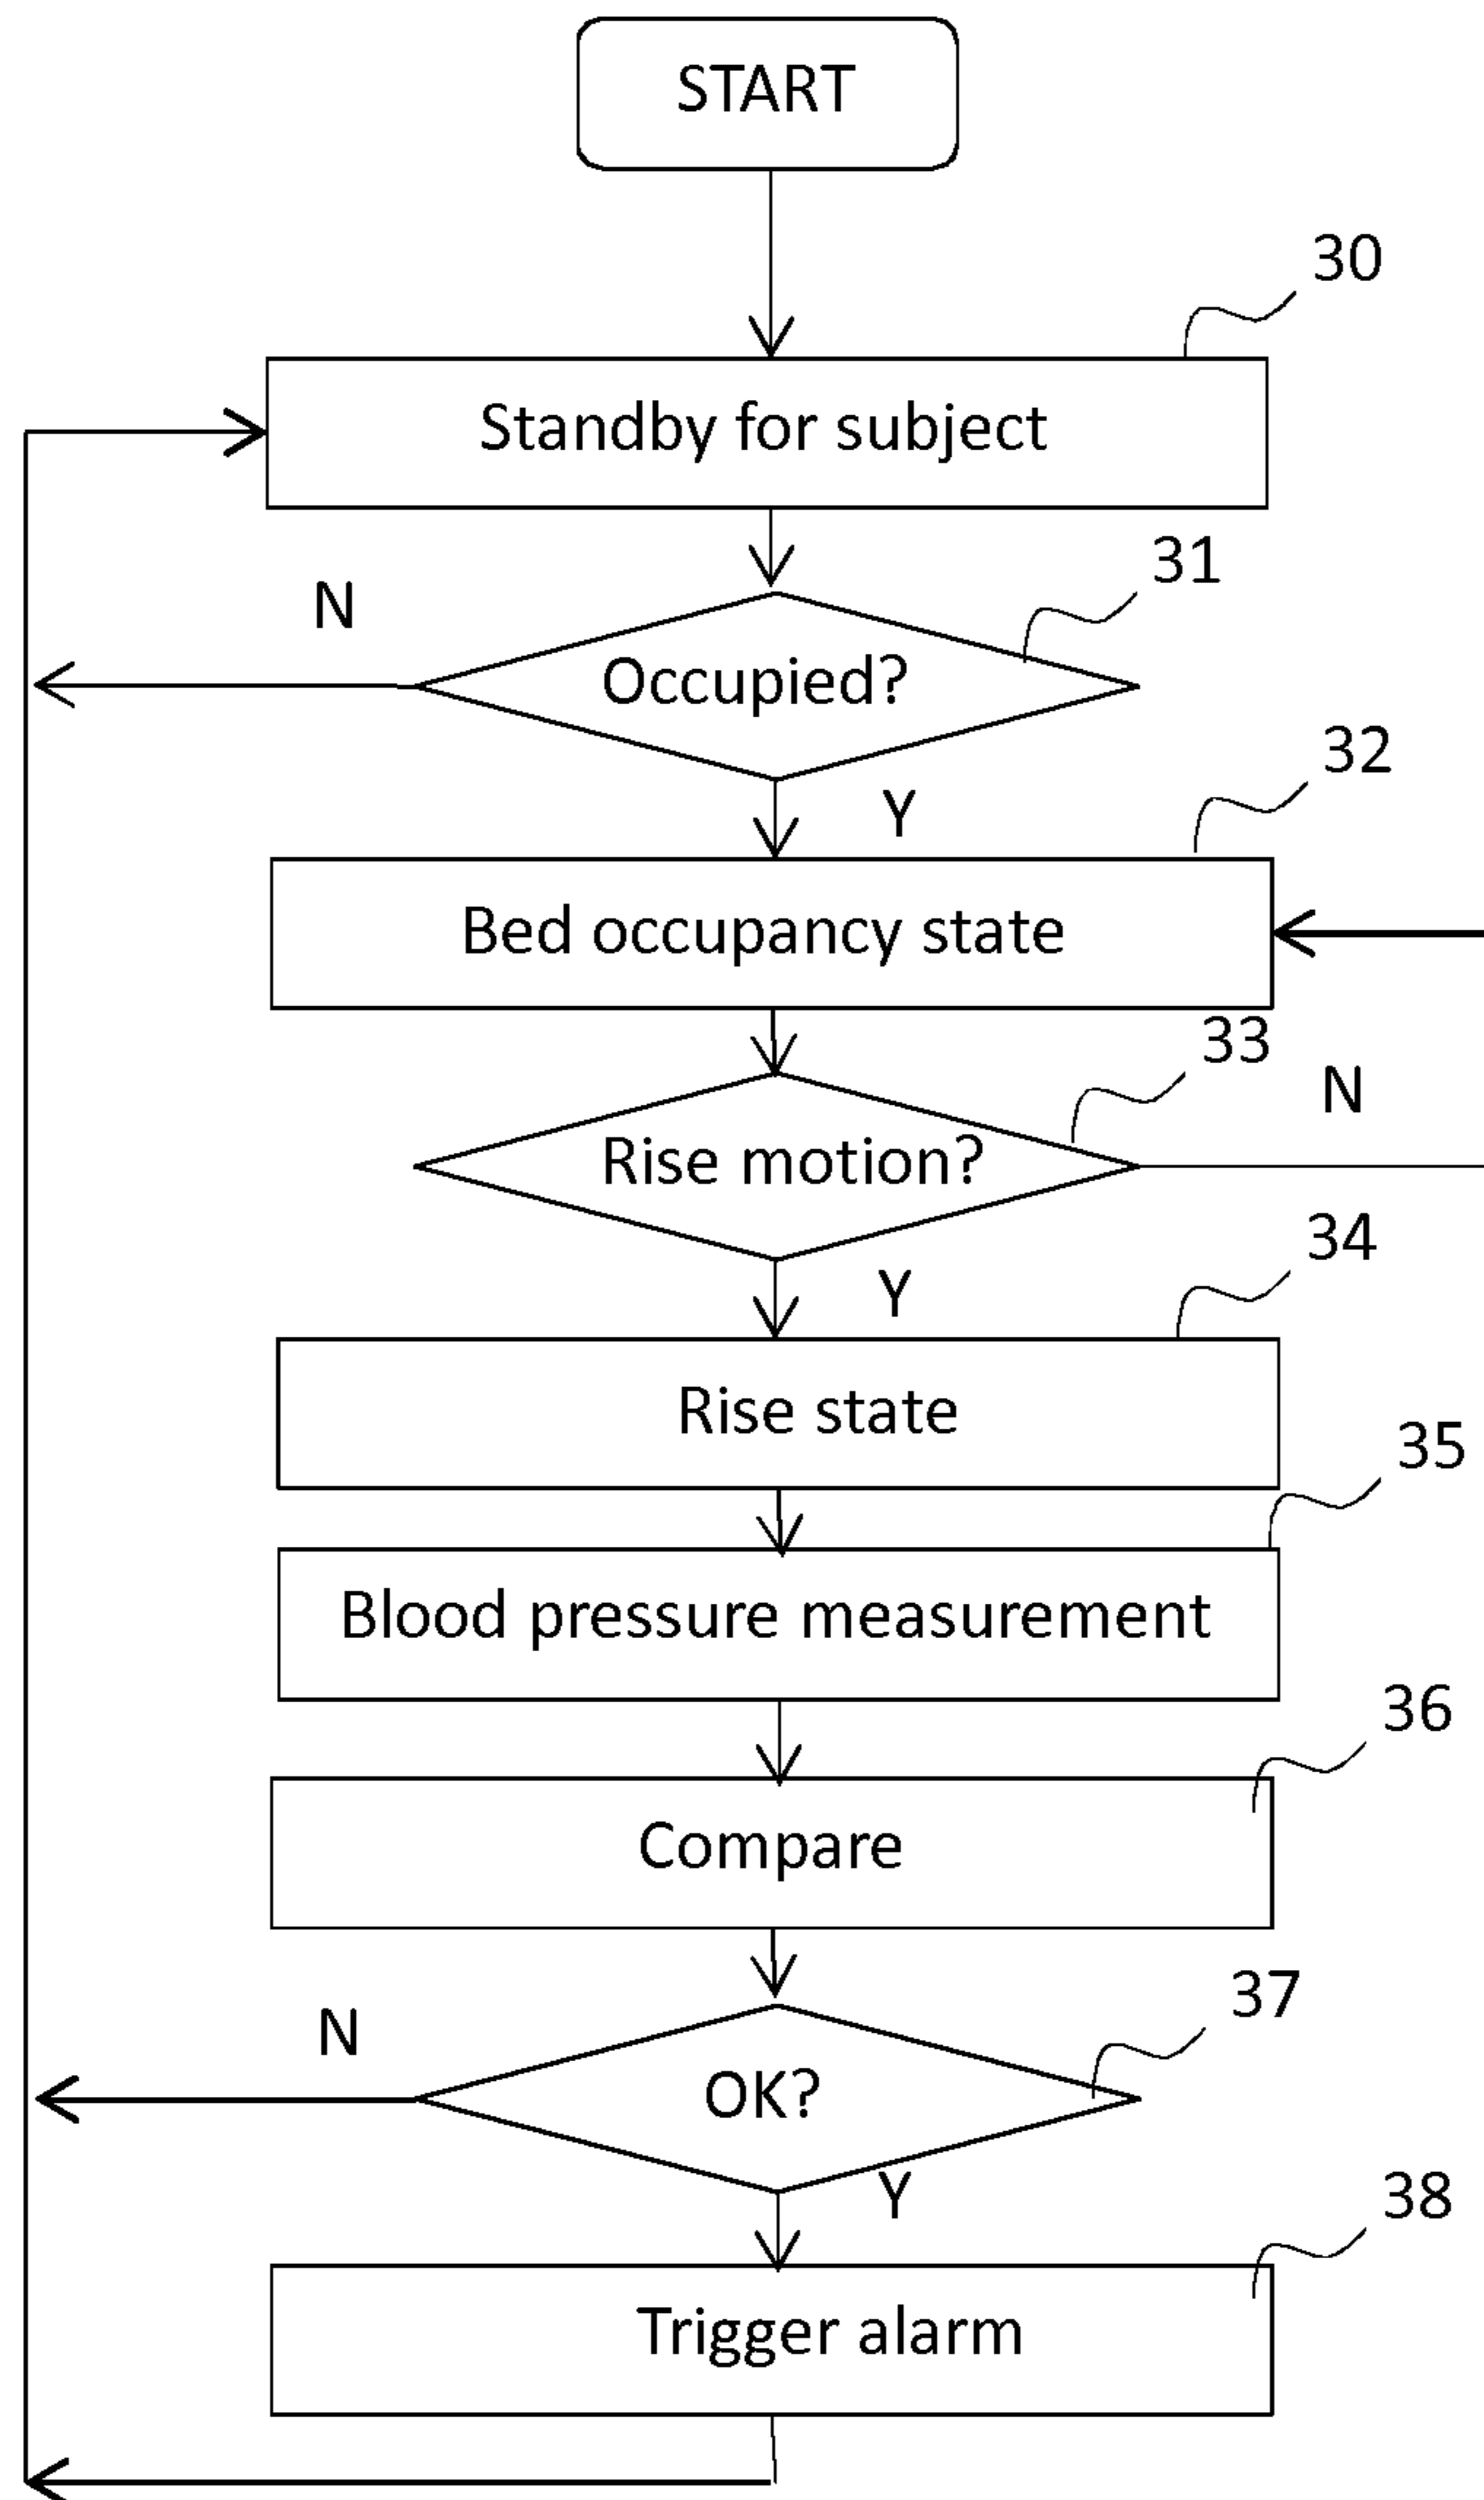 START
30
Standby for subject
31
N
Occupied?
32
Y
Bed occupancy state
33
N
Rise motion?
34
Y
Rise state
35
Blood pressure measurement
36
Compare
37
N
OK?
Y
38
Trigger alarm